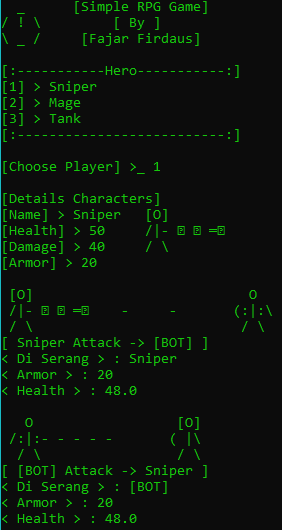 _      [Simple RPG Game]
/ ! \         [ By ]
\ _ /     [Fajar Firdaus]
[:-----------Hero-----------:]
[1] > Sniper
[2] > Mage
[3] > Tank
[:--------------------------:]
[Choose Player] >_ 1
[Details Characters]
[Name] > Sniper   [O]
[Health] > 50     /|- ⍰ ⍰ ═⍰
[Damage] > 40     / \
[Armor] > 20
 [O]                           O
 /|- ⍰ ⍰ ═⍰    -     -       (:|:\
 / \                          / \
[ Sniper Attack -> [BOT] ]
< Di Serang > : Sniper
< Armor > : 20
< Health > : 48.0
   O                  [O]
 /:|:- - - - -       ( |\
  / \                 / \
[ [BOT] Attack -> Sniper ]
< Di Serang > : [BOT]
< Armor > : 20
< Health > : 48.0